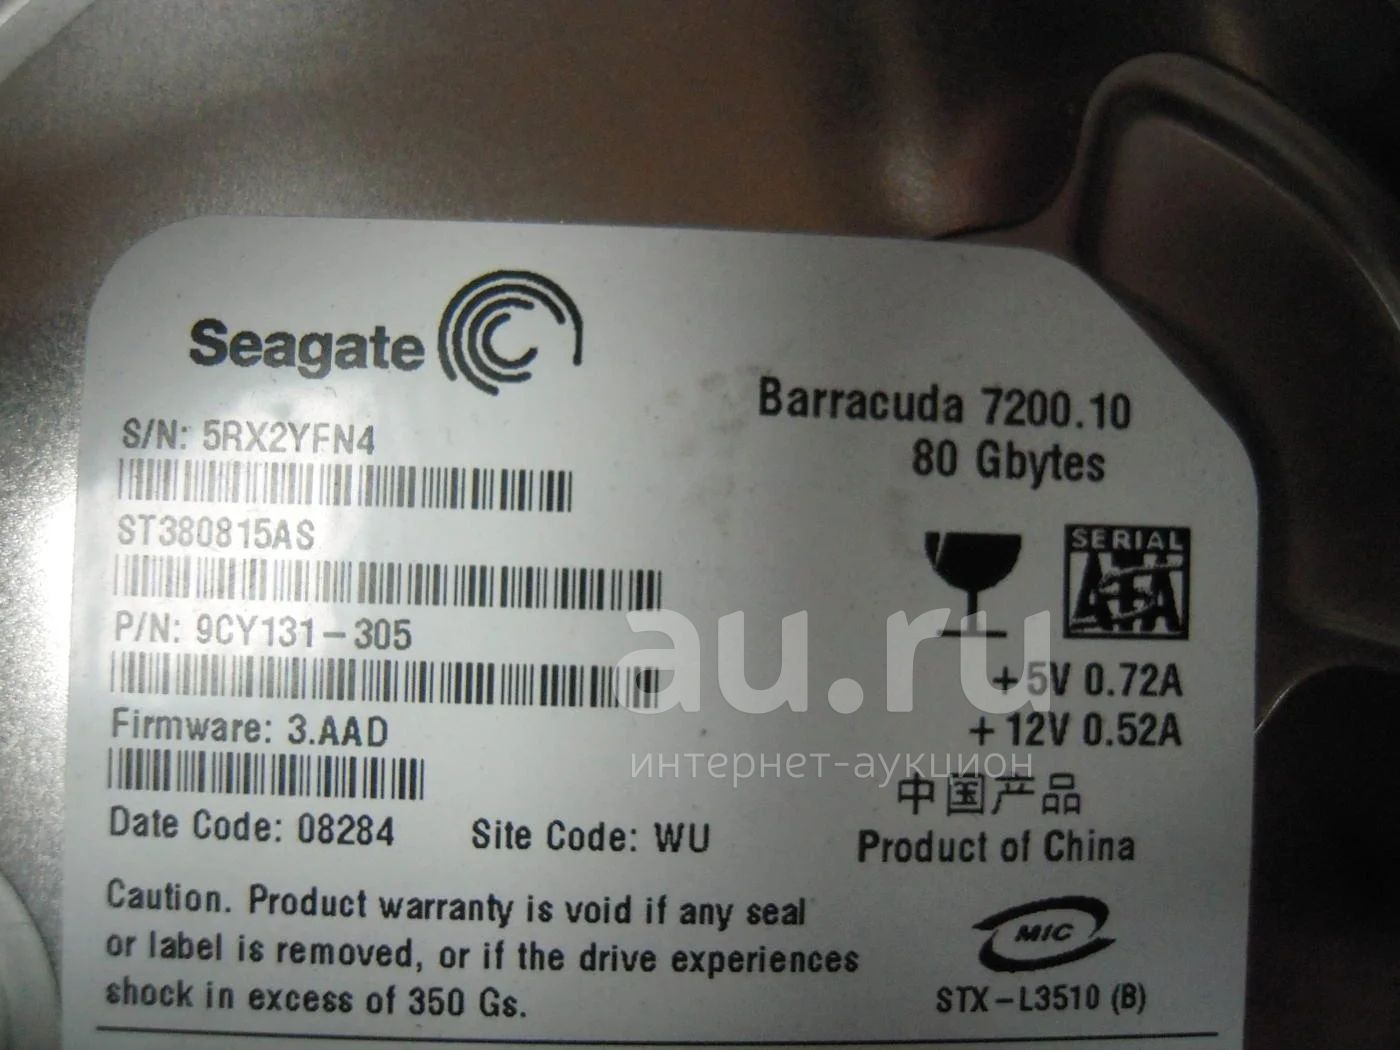 Seagate
Barracuda 7200.10
80 Gbytes
S/N: 5RX2YFN4
ST380815AS
P/N: 9CY131-305
Firmware: 3.AAD
Date Code: 08284 Site Code: WU
SERIAL
ATA
+5V 0.72A
+12V 0.52A
中国产品
Product of China
Caution. Product warranty is void if any seal
or label is removed, or if the drive experiences
shock in excess of 350 Gs.
MIC
STX-L3510 (B)
au.ru
интернет-аукцион